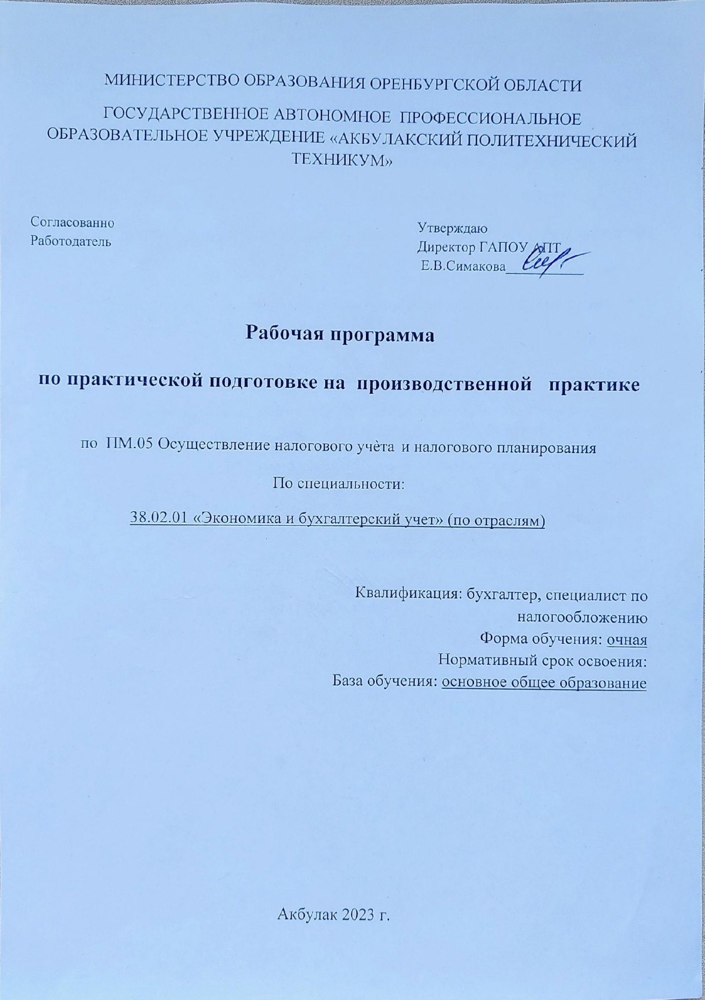 МИНИСТЕРСТВО ОБРАЗОВАНИЯ ОРЕНБУРГСКОЙ ОБЛАСТИ
ГОСУДАРСТВЕННОЕ АВТОНОМНОЕ ПРОФЕССИОНАЛЬНОЕ
ОБРАЗОВАТЕЛЬНОЕ УЧРЕЖДЕНИЕ «АКБУЛАКСКИЙ ПОЛИТЕХНИЧЕСКИЙ
ТЕХНИКУМ»
Согласованно
Работодатель
Утверждаю
Директор ГАПОУ АПТ
Е.В.Симакова
Рабочая программа
по практической подготовке на производственной практике
по ПМ.05 Осуществление налогового учѐта и налогового планирования
По специальности:
38.02.01 «Экономика и бухгалтерский учет» (по отраслям)
Квалификация: бухгалтер, специалист по
налогообложению
Форма обучения: очная
Нормативный срок освоения:
База обучения: основное общее образование
Акбулак 2023 г.